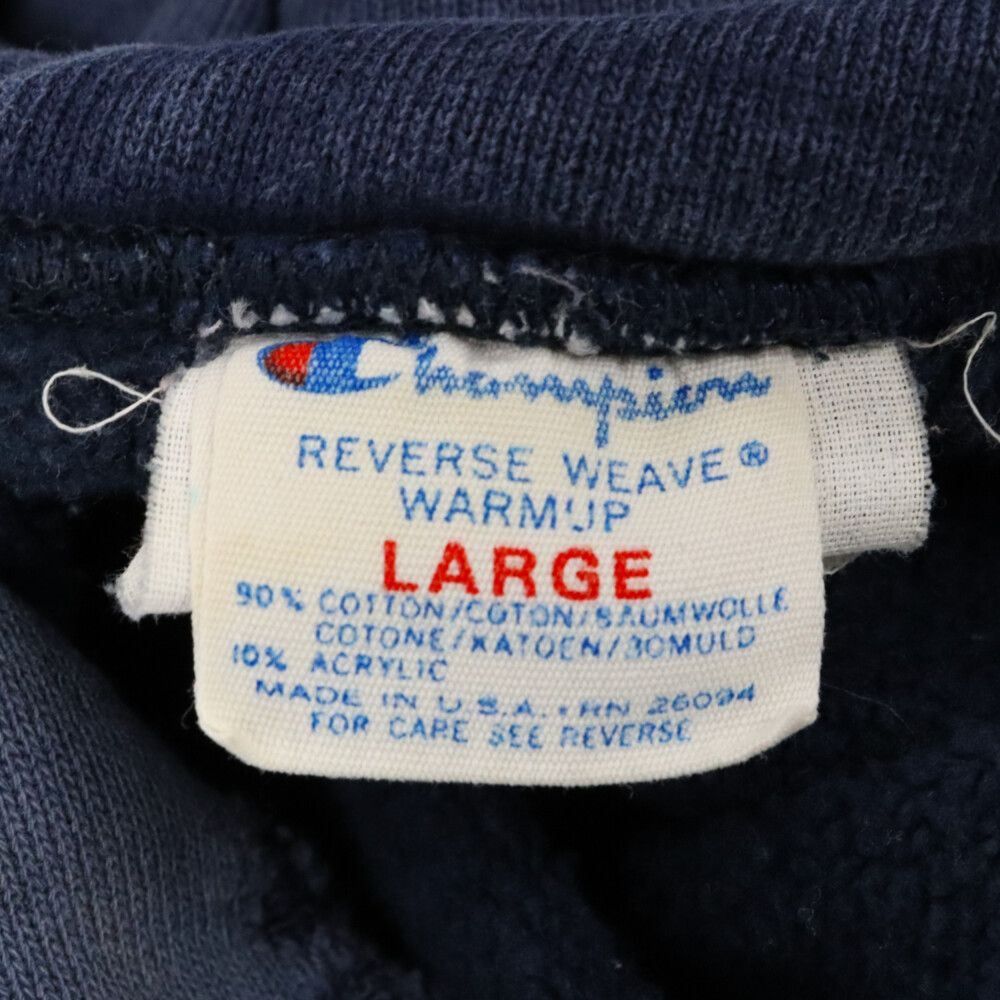 Champion
REVERSE WEAVE®
WARMUP
LARGE
90% COTTON/COTON/BAUMWOLLE
COTONE/KATOEN/BOMULD
10% ACRYLIC
MADE IN U.S.A. • RN 26094
FOR CARE SEE REVERSE